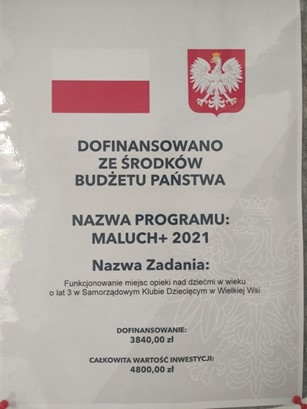 DOFINANSOWANO
ZE ŚRODKÓW
BUDŻETU PAŃSTWA
NAZWA PROGRAMU:
MALUCH+ 2021
Nazwa Zadania:
Funkcjonowanie miejsc opieki nad dziećmi w wieku
o lat 3 w Samorządowym Klubie Dziecięcym w Wielkiej Wsi
DOFINANSOWANIE:
3840,00 zł
CAŁKOWITA WARTOŚĆ INWESTYCJI:
4800,00 zł